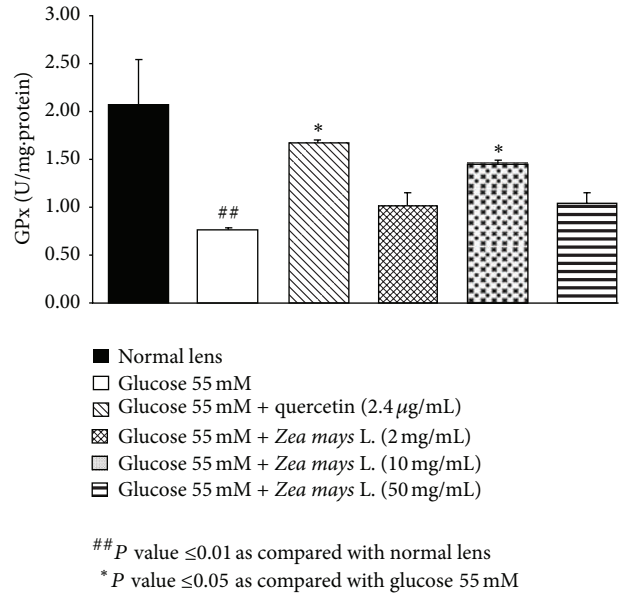 3.00
2.50
2.00
1.50
1.00
0.50
0.00
GPx (U/mg·protein)
##
*
*
Normal lens
Glucose 55 mM
Glucose 55 mM + quercetin (2.4 μg/mL)
Glucose 55 mM + Zea mays L. (2 mg/mL)
Glucose 55 mM + Zea mays L. (10 mg/mL)
Glucose 55 mM + Zea mays L. (50 mg/mL)
## P value ≤0.01 as compared with normal lens
* P value ≤0.05 as compared with glucose 55 mM